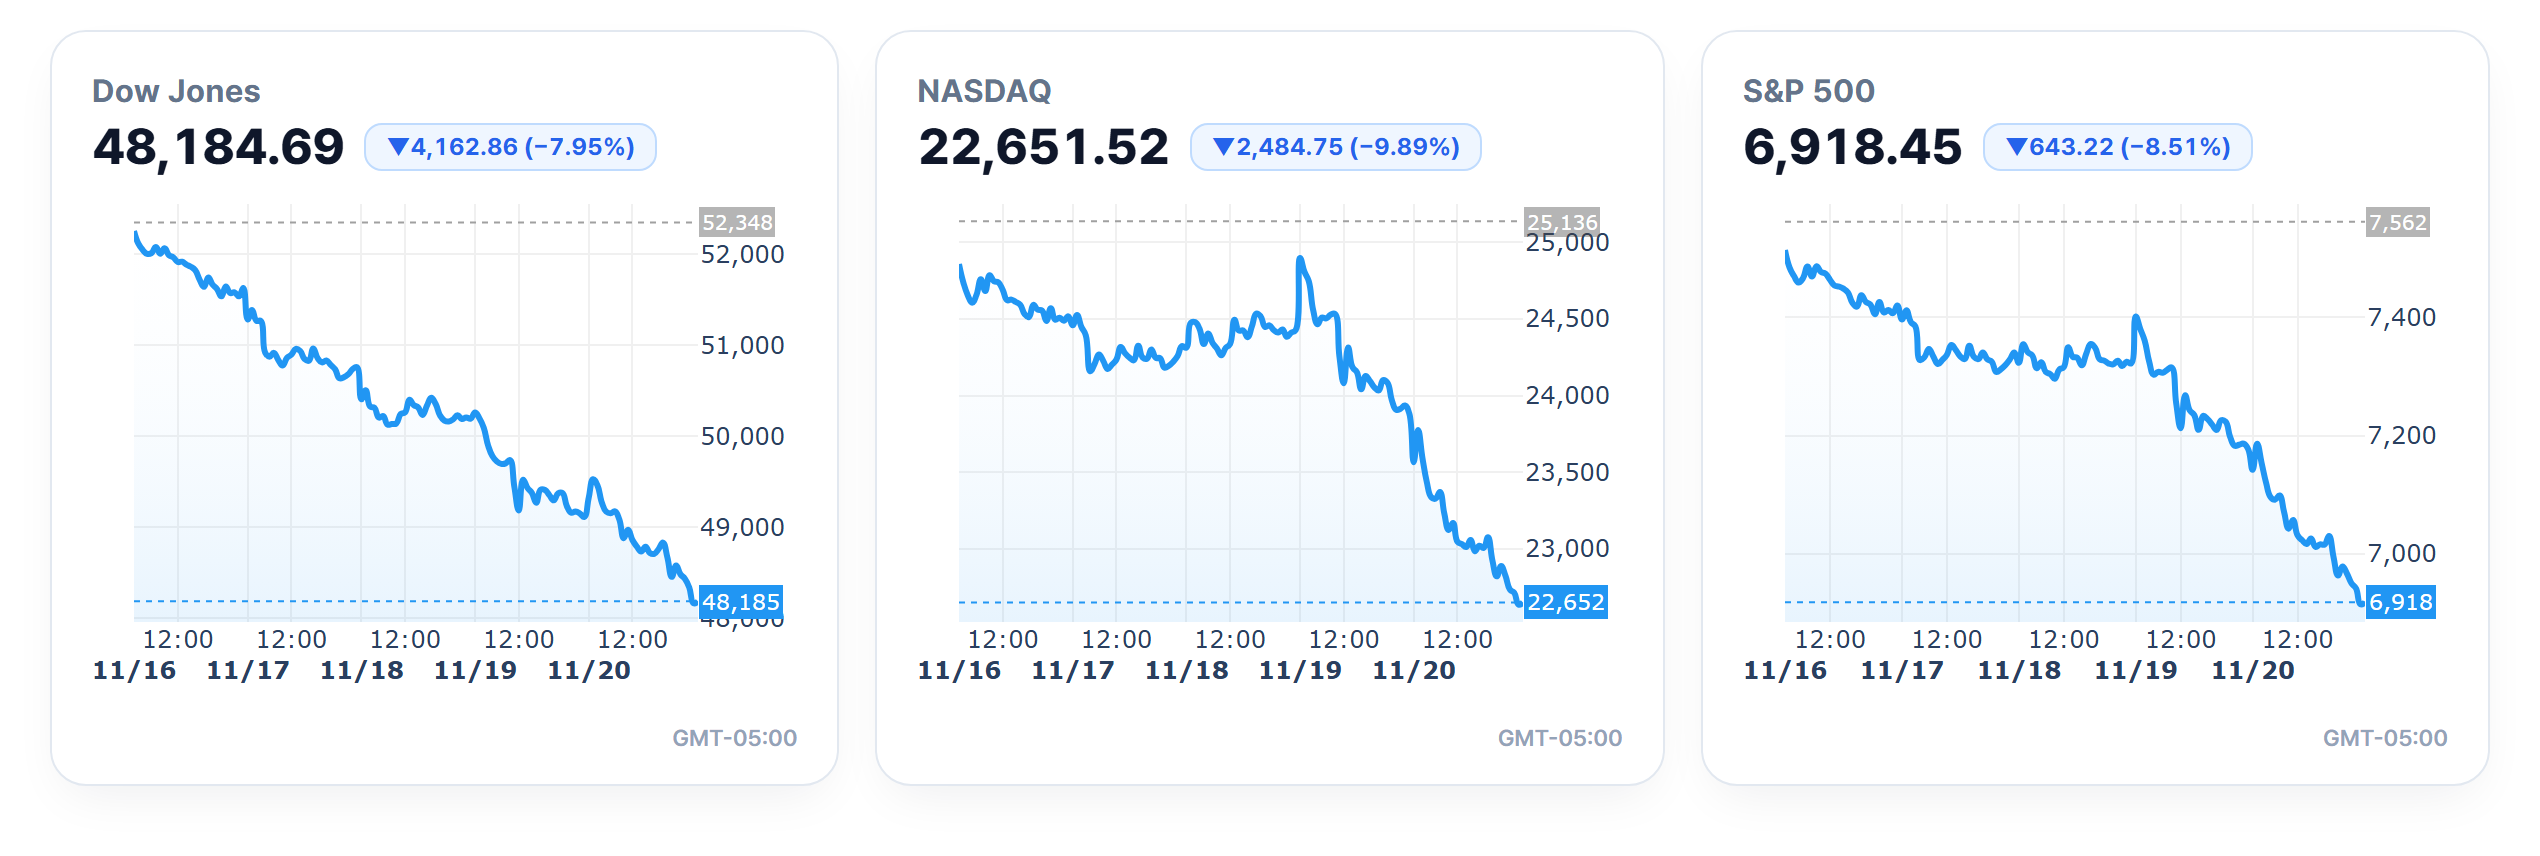 Dow Jones
48,184.69 ▼4,162.86 (−7.95%)
52,348
52,000
51,000
50,000
49,000
48,185
48,000
12:00 12:00 12:00 12:00 12:00
11/16 11/17 11/18 11/19 11/20
GMT-05:00
NASDAQ
22,651.52 ▼2,484.75 (−9.89%)
25,136
25,000
24,500
24,000
23,500
23,000
22,652
12:00 12:00 12:00 12:00 12:00
11/16 11/17 11/18 11/19 11/20
GMT-05:00
S&P 500
6,918.45 ▼643.22 (−8.51%)
7,562
7,400
7,200
7,000
6,918
12:00 12:00 12:00 12:00 12:00
11/16 11/17 11/18 11/19 11/20
GMT-05:00